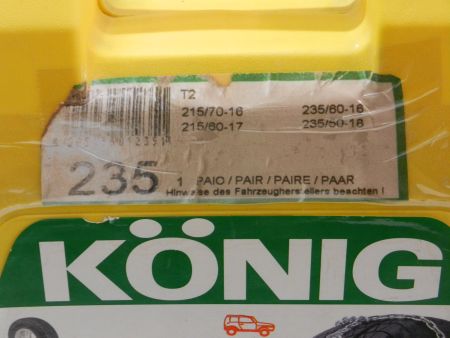 T2
215/70-16 235/60-16
215/60-17 235/50-18
235 1 PAIO / PAIR / PAIRE / PAAR
Hinweise des Fahrzeugherstellers beachten !
KÖNIG